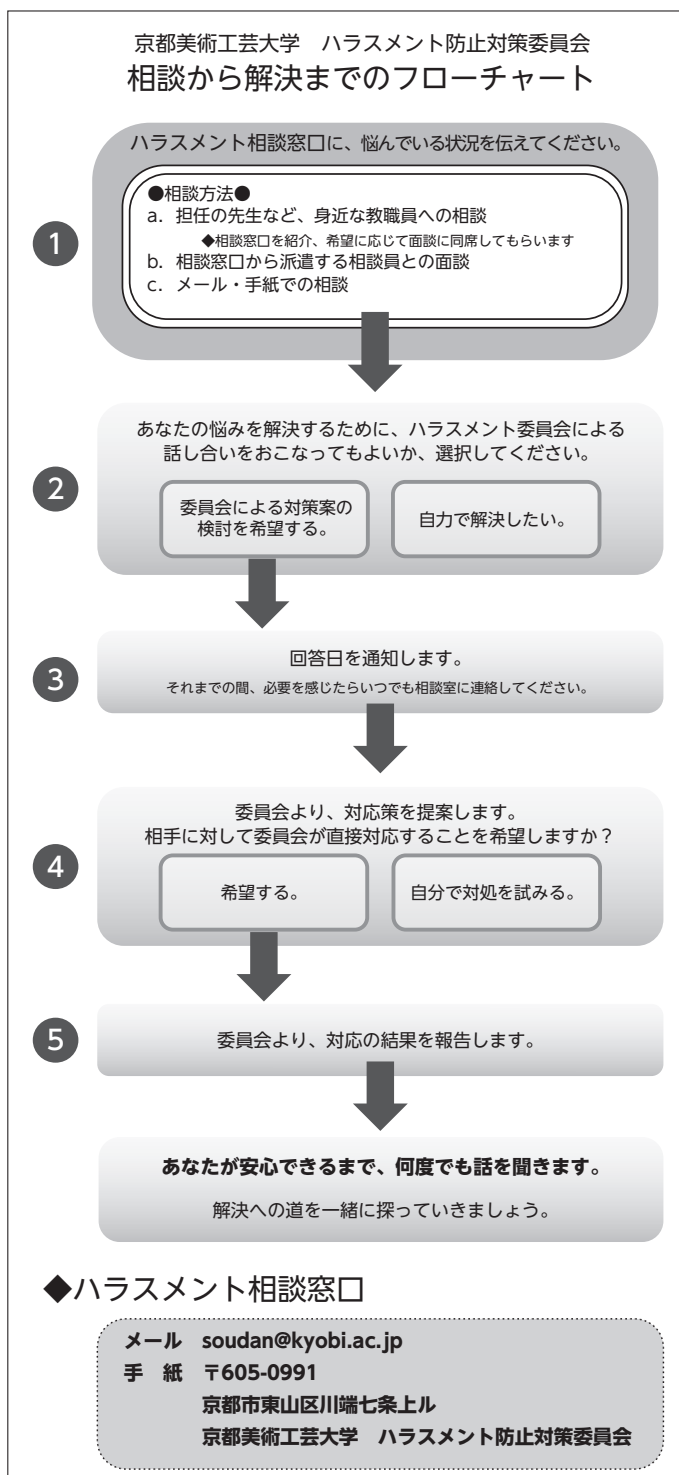 京都美術工芸大学　ハラスメント防止対策委員会
相談から解決までのフローチャート
ハラスメント相談窓口に、悩んでいる状況を伝えてください。
1
●相談方法●
a. 担任の先生など、身近な教職員への相談
◆相談窓口を紹介、希望に応じて面談に同席してもらいます
b. 相談窓口から派遣する相談員との面談
c. メール・手紙での相談
2
あなたの悩みを解決するために、ハラスメント委員会による
話し合いをおこなってもよいか、選択してください。
委員会による対策案の
検討を希望する。
自力で解決したい。
3
回答日を通知します。
それまでの間、必要を感じたらいつでも相談室に連絡してください。
4
委員会より、対応策を提案します。
相手に対して委員会が直接対応することを希望しますか？
希望する。
自分で対処を試みる。
5
委員会より、対応の結果を報告します。
あなたが安心できるまで、何度でも話を聞きます。
解決への道を一緒に探っていきましょう。
◆ハラスメント相談窓口
メール　soudan@kyobi.ac.jp
手　紙　〒605-0991
京都市東山区川端七条上ル
京都美術工芸大学　ハラスメント防止対策委員会